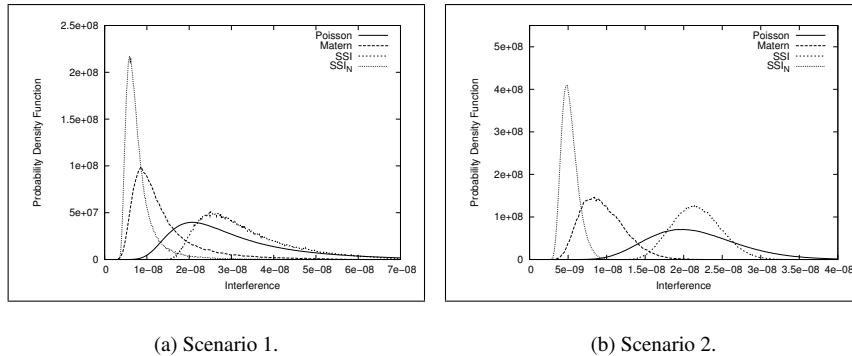 2.5e+08
2e+08
1.5e+08
1e+08
5e+07
0
Probability Density Function
Poisson
Matern
SSI
SSI_N
0 1e-08 2e-08 3e-08 4e-08 5e-08 6e-08 7e-08
Interference
(a) Scenario 1.
5e+08
4e+08
3e+08
2e+08
1e+08
0
Probability Density Function
Poisson
Matern
SSI
SSI_N
0 5e-09 1e-08 1.5e-08 2e-08 2.5e-08 3e-08 3.5e-08 4e-08
Interference
(b) Scenario 2.